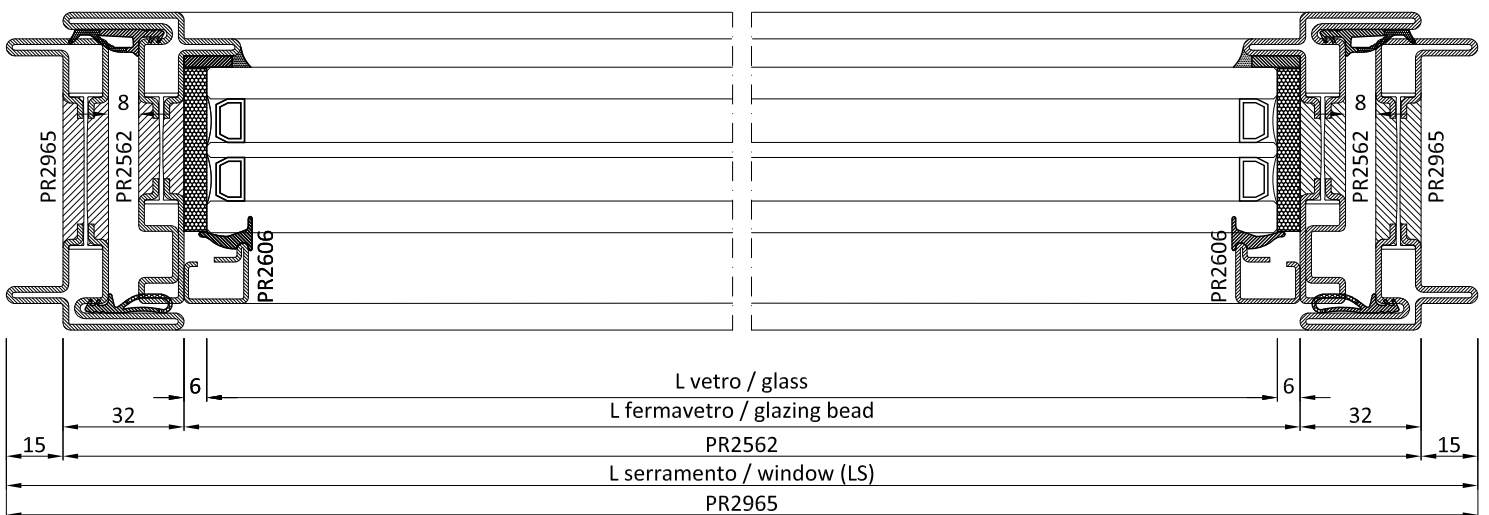 8
8
PR2965
PR2562
PR2562
PR2965
PR2606
PR2606
6
L vetro / glass
6
32
L fermavetro / glazing bead
32
15
PR2562
15
L serramento / window (LS)
PR2965